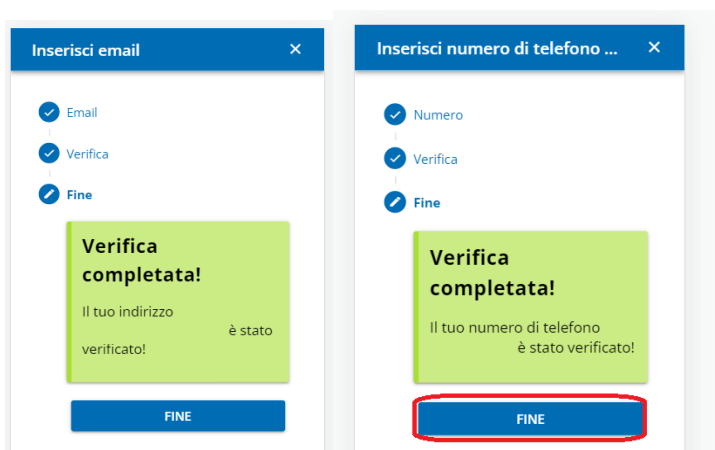 Inserisci email ×
Email
Verifica
Fine
Verifica
completata!
Il tuo indirizzo
è stato
verificato!
FINE
Inserisci numero di telefono ... ×
Numero
Verifica
Fine
Verifica
completata!
Il tuo numero di telefono
è stato verificato!
FINE